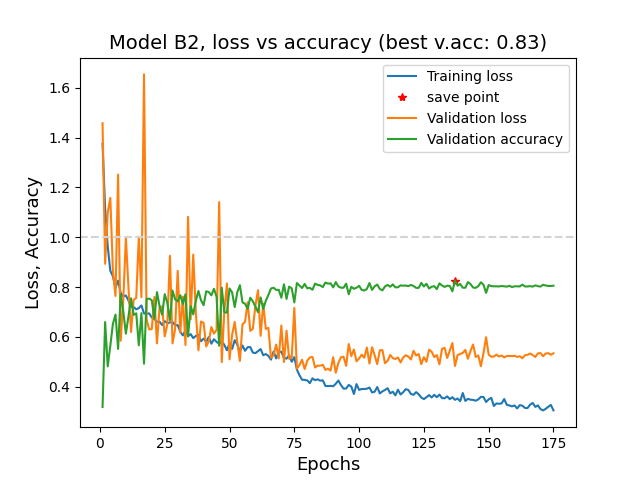 Model B2, loss vs accuracy (best v.acc: 0.83)
Training loss
save point
Validation loss
Validation accuracy
Loss, Accuracy
1.6
1.4
1.2
1.0
0.8
0.6
0.4
0
25
50
75
100
125
150
175
Epochs